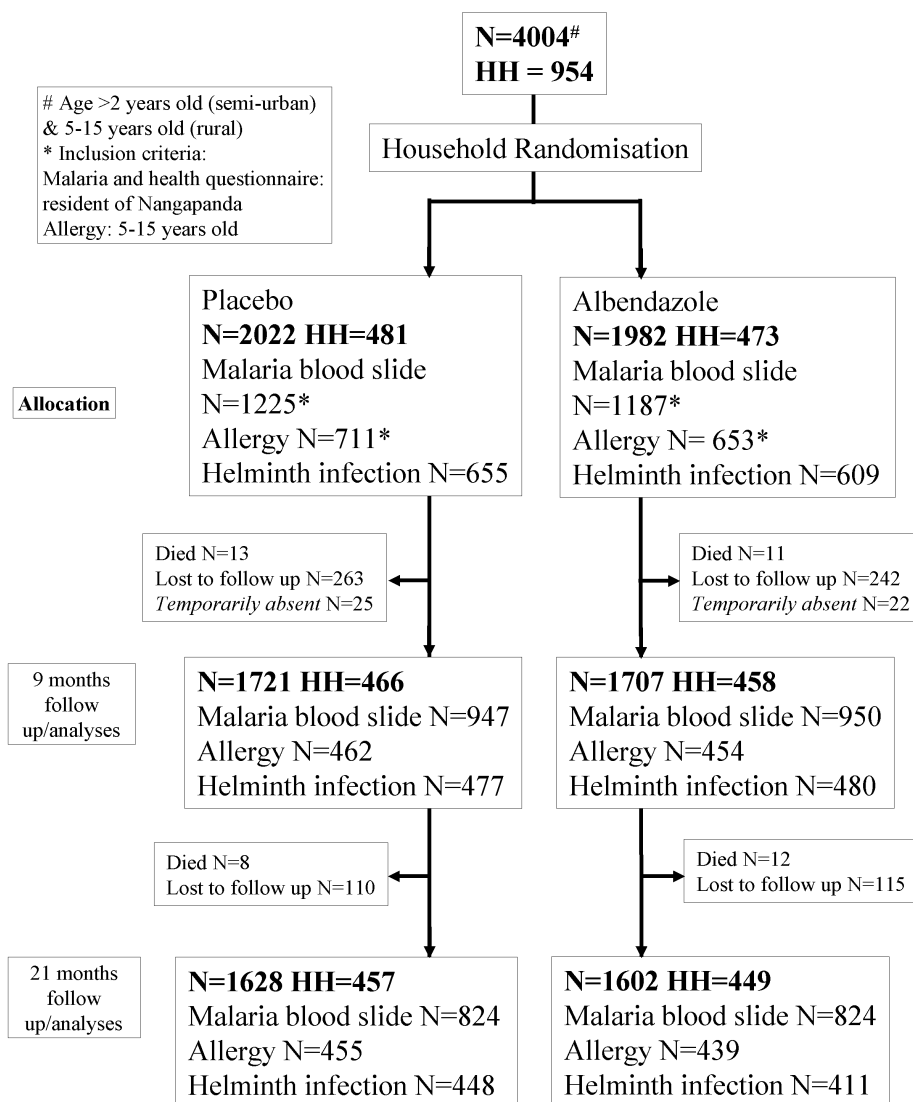 N=4004#
HH = 954
# Age >2 years old (semi-urban)
& 5-15 years old (rural)
* Inclusion criteria:
Malaria and health questionnaire:
resident of Nangapanda
Allergy: 5-15 years old
Household Randomisation
Allocation
Placebo
N=2022 HH=481
Malaria blood slide
N=1225*
Allergy N=711*
Helminth infection N=655
Albendazole
N=1982 HH=473
Malaria blood slide
N=1187*
Allergy N= 653*
Helminth infection N=609
Died N=13
Lost to follow up N=263
Temporarily absent N=25
Died N=11
Lost to follow up N=242
Temporarily absent N=22
9 months
follow
up/analyses
N=1721 HH=466
Malaria blood slide N=947
Allergy N=462
Helminth infection N=477
N=1707 HH=458
Malaria blood slide N=950
Allergy N=454
Helminth infection N=480
Died N=8
Lost to follow up N=110
Died N=12
Lost to follow up N=115
21 months
follow
up/analyses
N=1628 HH=457
Malaria blood slide N=824
Allergy N=455
Helminth infection N=448
N=1602 HH=449
Malaria blood slide N=824
Allergy N=439
Helminth infection N=411